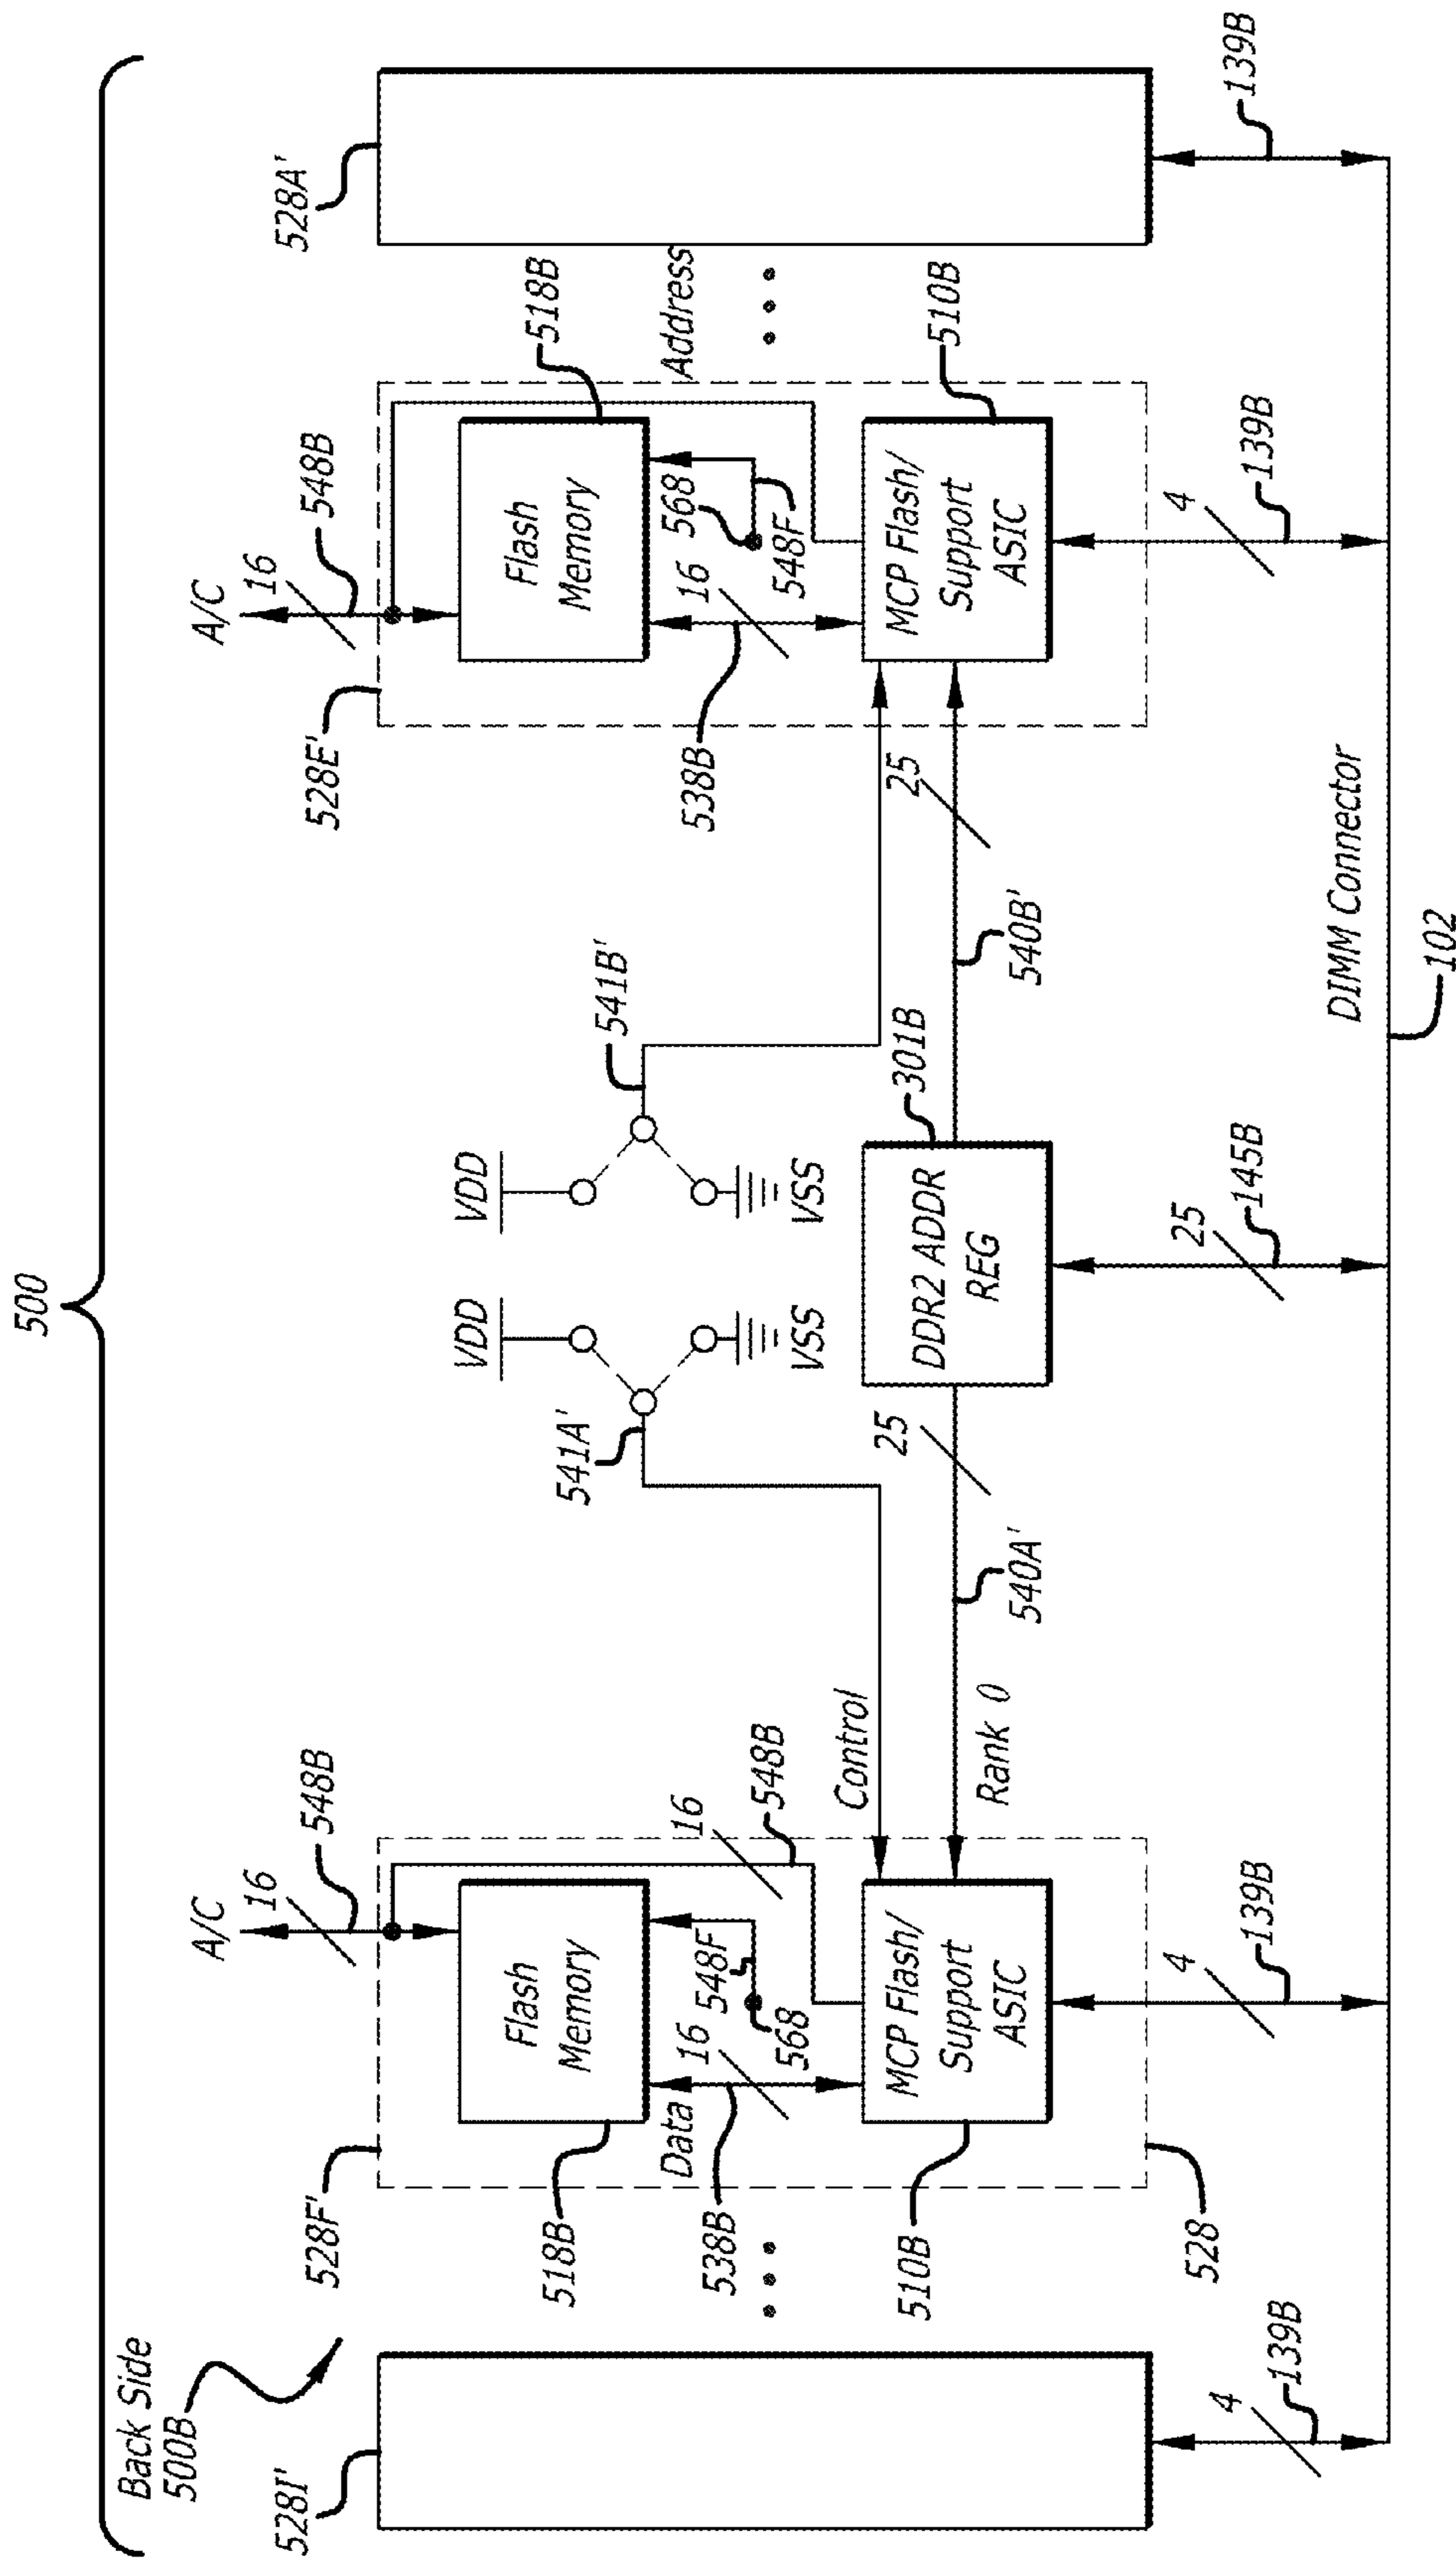 500
Back Side
500B
528I'
528F'
A/C
16
548B
Flash
Memory
518B
Data
538B
16
568
548F
16
548B
MCP Flash/
Support
ASIC
510B
528
4
139B
4
139B
Control
Rank 0
541A'
VDD
VSS
540A'
25
DDR2 ADDR
REG
301B
25
145B
VDD
VSS
541B'
540B'
25
528E'
A/C
16
548B
Flash
Memory
518B
538B
16
568
548F
MCP Flash/
Support
ASIC
510B
4
139B
Address
528A'
139B
DIMM Connector
102